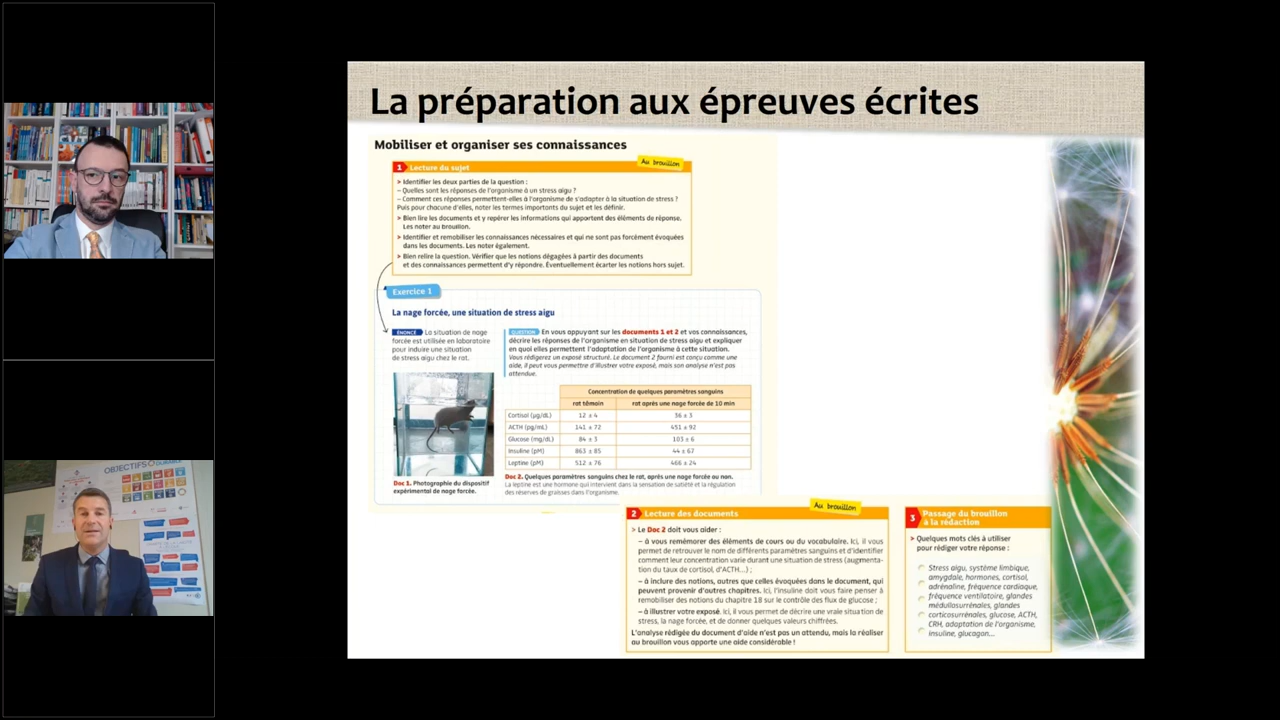 La préparation aux épreuves écrites
Mobiliser et organiser ses connaissances
Au brouillon
1 Lecture du sujet
> Identifier les deux parties de la question :
– Quelles sont les réponses de l'organisme à un stress aigu ?
– Comment ces réponses permettent-elles à l'organisme de s'adapter à la situation de stress ?
Puis pour chacune d'elles, noter les termes importants du sujet et les définir.
> Bien lire les documents et y repérer les informations qui apportent des éléments de réponse.
Les noter au brouillon.
> Identifier et remobiliser les connaissances nécessaires et qui ne sont pas forcément évoquées
dans les documents. Les noter également.
> Bien relire la question. Vérifier que les notions dégagées à partir des documents
et des connaissances permettent d'y répondre. Éventuellement écarter les notions hors sujet.
Exercice 1
La nage forcée, une situation de stress aigu
ÉNONCÉ La situation de nage
forcée est utilisée en laboratoire
pour induire une situation
de stress aigu chez le rat.
QUESTION En vous appuyant sur les documents 1 et 2 et vos connaissances,
décrire les réponses de l'organisme en situation de stress aigu et expliquer
en quoi elles permettent l'adaptation de l'organisme à cette situation.
Vous rédigerez un exposé structuré. Le document 2 fourni est conçu comme une
aide, il peut vous permettre d'illustrer votre exposé, mais son analyse n'est pas
attendue.
Concentration de quelques paramètres sanguins
rat témoin rat après une nage forcée de 10 min
Cortisol (µg/dL) 12 ± 4 36 ± 3
ACTH (pg/mL) 141 ± 72 451 ± 92
Glucose (mg/dL) 84 ± 3 103 ± 6
Insuline (pM) 863 ± 85 44 ± 67
Leptine (pM) 512 ± 76 466 ± 24
Doc 1. Photographie du dispositif
expérimental de nage forcée.
Doc 2. Quelques paramètres sanguins chez le rat, après une nage forcée ou non.
La leptine est une hormone qui intervient dans la sensation de satiété et la régulation
des réserves de graisses dans l'organisme.
Au brouillon
2 Lecture des documents
> Le Doc 2 doit vous aider :
– à vous remémorer des éléments de cours ou du vocabulaire. Ici, il vous
permet de retrouver le nom de différents paramètres sanguins et d'identifier
comment leur concentration varie durant une situation de stress (augmenta-
tion du taux de cortisol, d'ACTH...) ;
– à inclure des notions, autres que celles évoquées dans le document, qui
peuvent provenir d'autres chapitres. Ici, l'insuline doit vous faire penser à
remobiliser des notions du chapitre 18 sur le contrôle des flux de glucose ;
– à illustrer votre exposé. Ici, il vous permet de décrire une vraie situation de
stress, la nage forcée, et de donner quelques valeurs chiffrées.
L'analyse rédigée du document d'aide n'est pas un attendu, mais la réaliser
au brouillon vous apporte une aide considérable !
3 Passage du brouillon
à la rédaction
> Quelques mots clés à utiliser
pour rédiger votre réponse :
Stress aigu, système limbique,
amygdale, hormones, cortisol,
adrénaline, fréquence cardiaque,
fréquence ventilatoire, glandes
médullosurrénales, glandes
corticosurrénales, glucose, ACTH,
CRH, adaptation de l'organisme,
insuline, glucagon...
OBJECTIFS